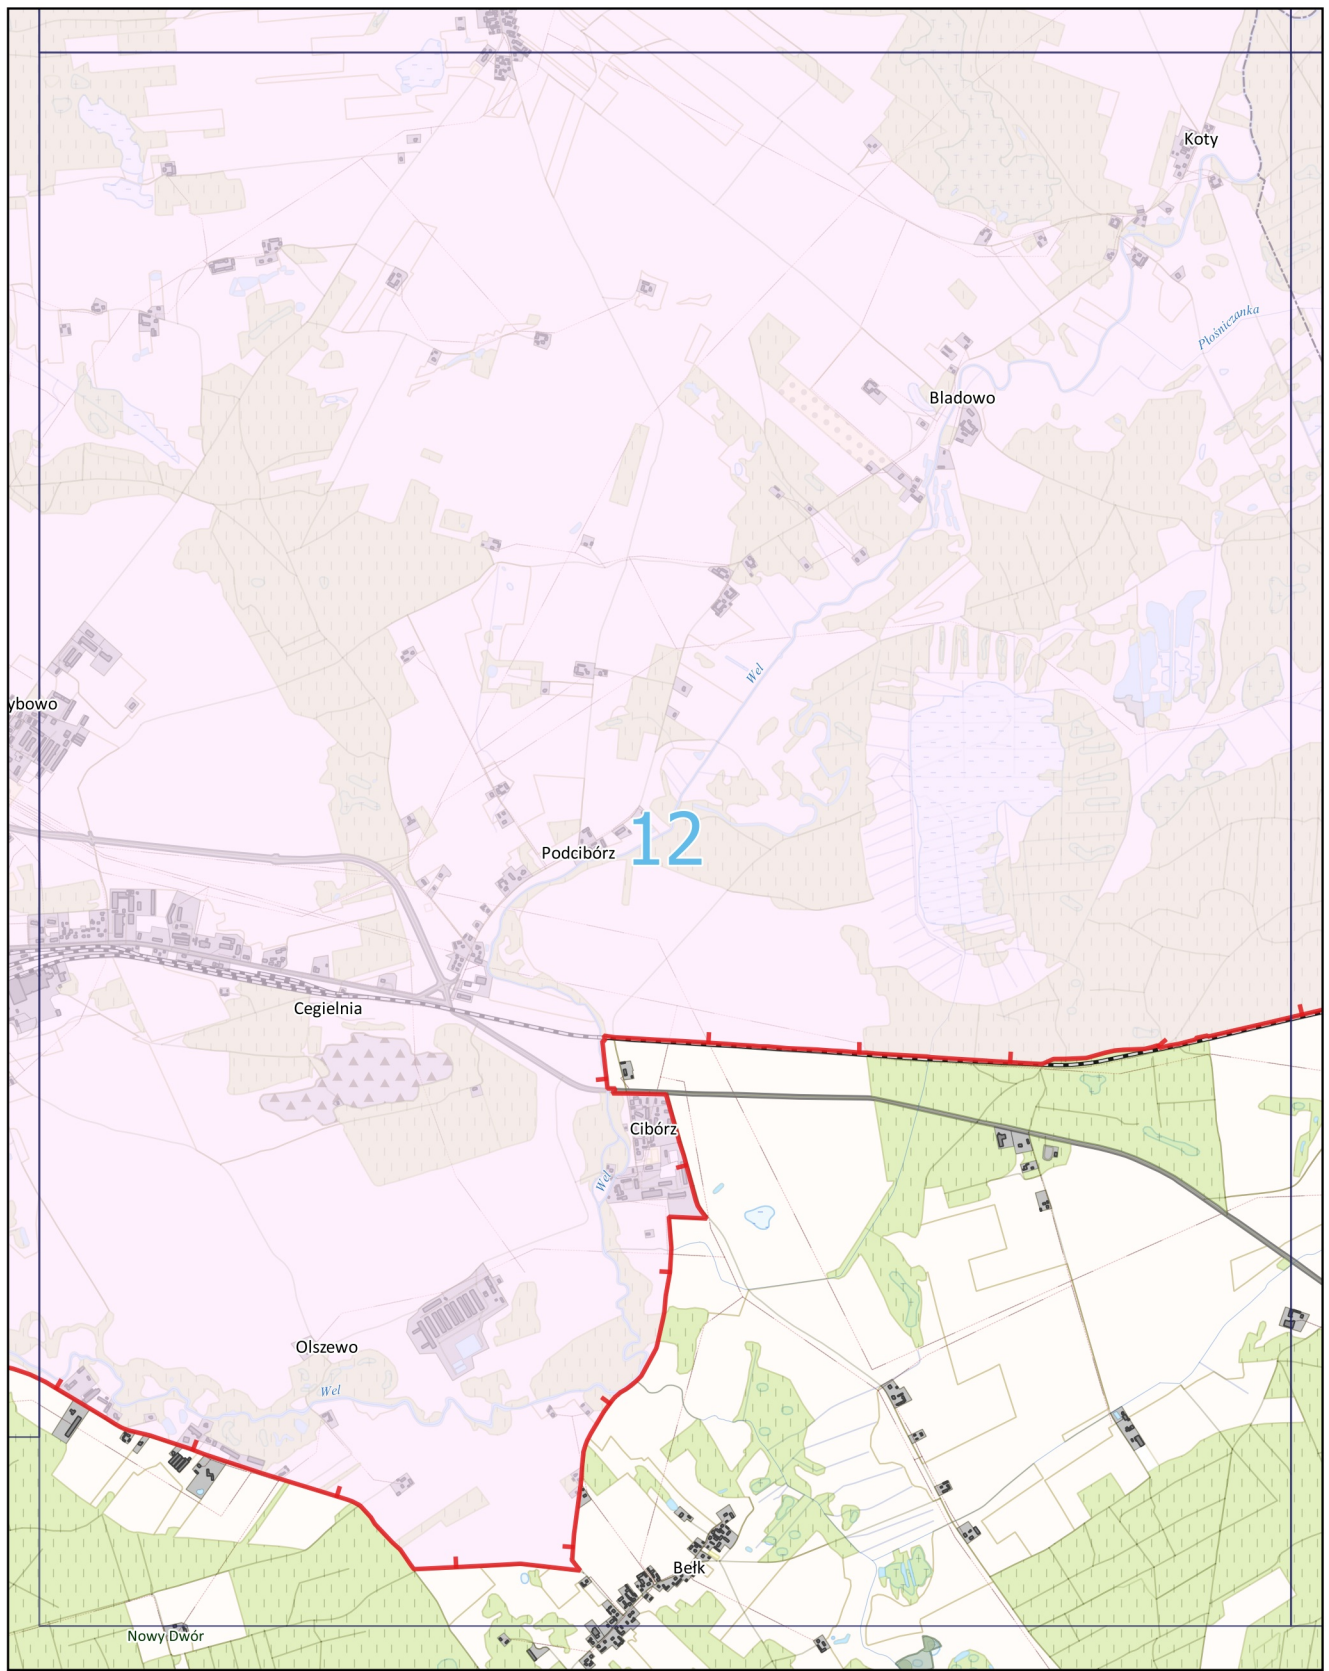 Koty
Płośniczanka
Bladowo
Wel
ybowo
12
Podcibórz
Cegielnia
Cibórz
Wel
Olszewo
Wel
Bełk
Nowy Dwór